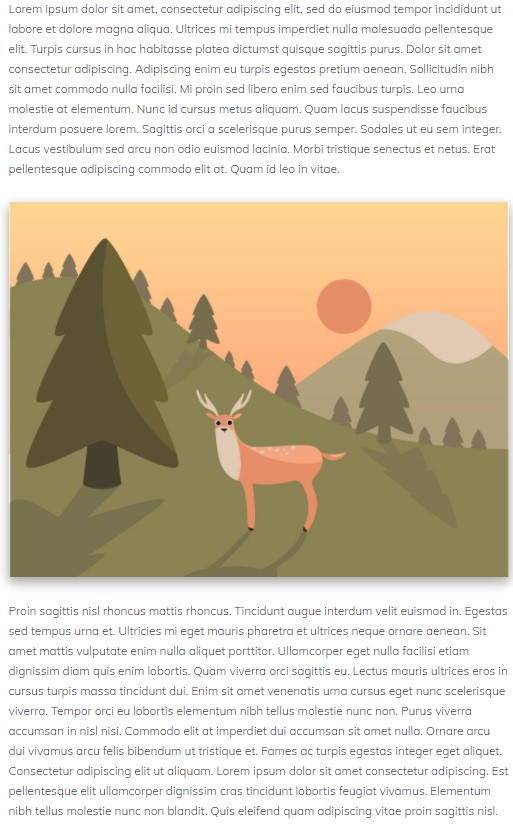 Lorem ipsum dolor sit amet, consectetur adipiscing elit, sed do eiusmod tempor incididunt ut
labore et dolore magna aliqua. Ultrices mi tempus imperdiet nulla malesuada pellentesque
elit. Turpis cursus in hac habitasse platea dictumst quisque sagittis purus. Dolor sit amet
consectetur adipiscing. Adipiscing enim eu turpis egestas pretium aenean. Sollicitudin nibh
sit amet commodo nulla facilisi. Mi proin sed libero enim sed faucibus turpis. Leo urna
molestie at elementum. Nunc id cursus metus aliquam. Quam lacus suspendisse faucibus
interdum posuere lorem. Sagittis orci a scelerisque purus semper. Sodales ut eu sem integer.
Lacus vestibulum sed arcu non odio euismod lacinia. Morbi tristique senectus et netus. Erat
pellentesque adipiscing commodo elit at. Quam id leo in vitae.
Proin sagittis nisl rhoncus mattis rhoncus. Tincidunt augue interdum velit euismod in. Egestas
sed tempus urna et. Ultricies mi eget mauris pharetra et ultrices neque ornare aenean. Sit
amet mattis vulputate enim nulla aliquet porttitor. Ullamcorper eget nulla facilisi etiam
dignissim diam quis enim lobortis. Quam viverra orci sagittis eu. Lectus mauris ultrices eros in
cursus turpis massa tincidunt dui. Enim sit amet venenatis urna cursus eget nunc scelerisque
viverra. Tempor orci eu lobortis elementum nibh tellus molestie nunc non. Purus viverra
accumsan in nisl nisi. Commodo elit at imperdiet dui accumsan sit amet nulla. Ornare arcu
dui vivamus arcu felis bibendum ut tristique et. Fames ac turpis egestas integer eget aliquet.
Consectetur adipiscing elit ut aliquam. Lorem ipsum dolor sit amet consectetur adipiscing. Est
pellentesque elit ullamcorper dignissim cras tincidunt lobortis feugiat vivamus. Elementum
nibh tellus molestie nunc non blandit. Quis eleifend quam adipiscing vitae proin sagittis nisl.